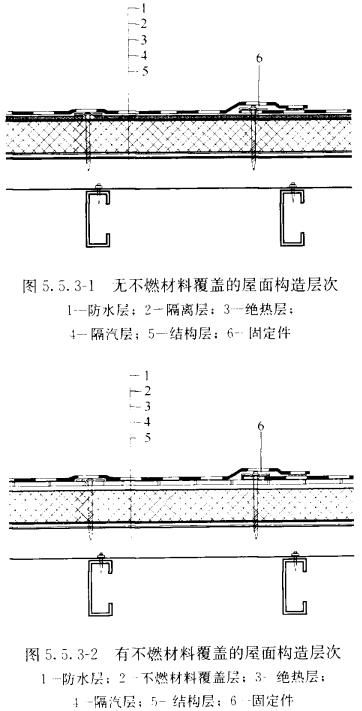 1
2
3
4
5
6
图 5.5.3-1 无不燃材料覆盖的屋面构造层次
1—防水层；2—隔离层；3—绝热层；
4—隔汽层；5—结构层；6—固定件
1
2
3
4
5
6
图 5.5.3-2 有不燃材料覆盖的屋面构造层次
1—防水层；2—不燃材料覆盖层；3—绝热层；
4—隔汽层；5—结构层；6—固定件